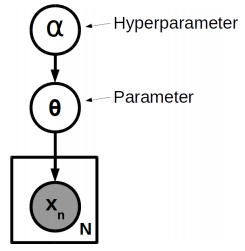 α Hyperparameter
θ Parameter
xn
N